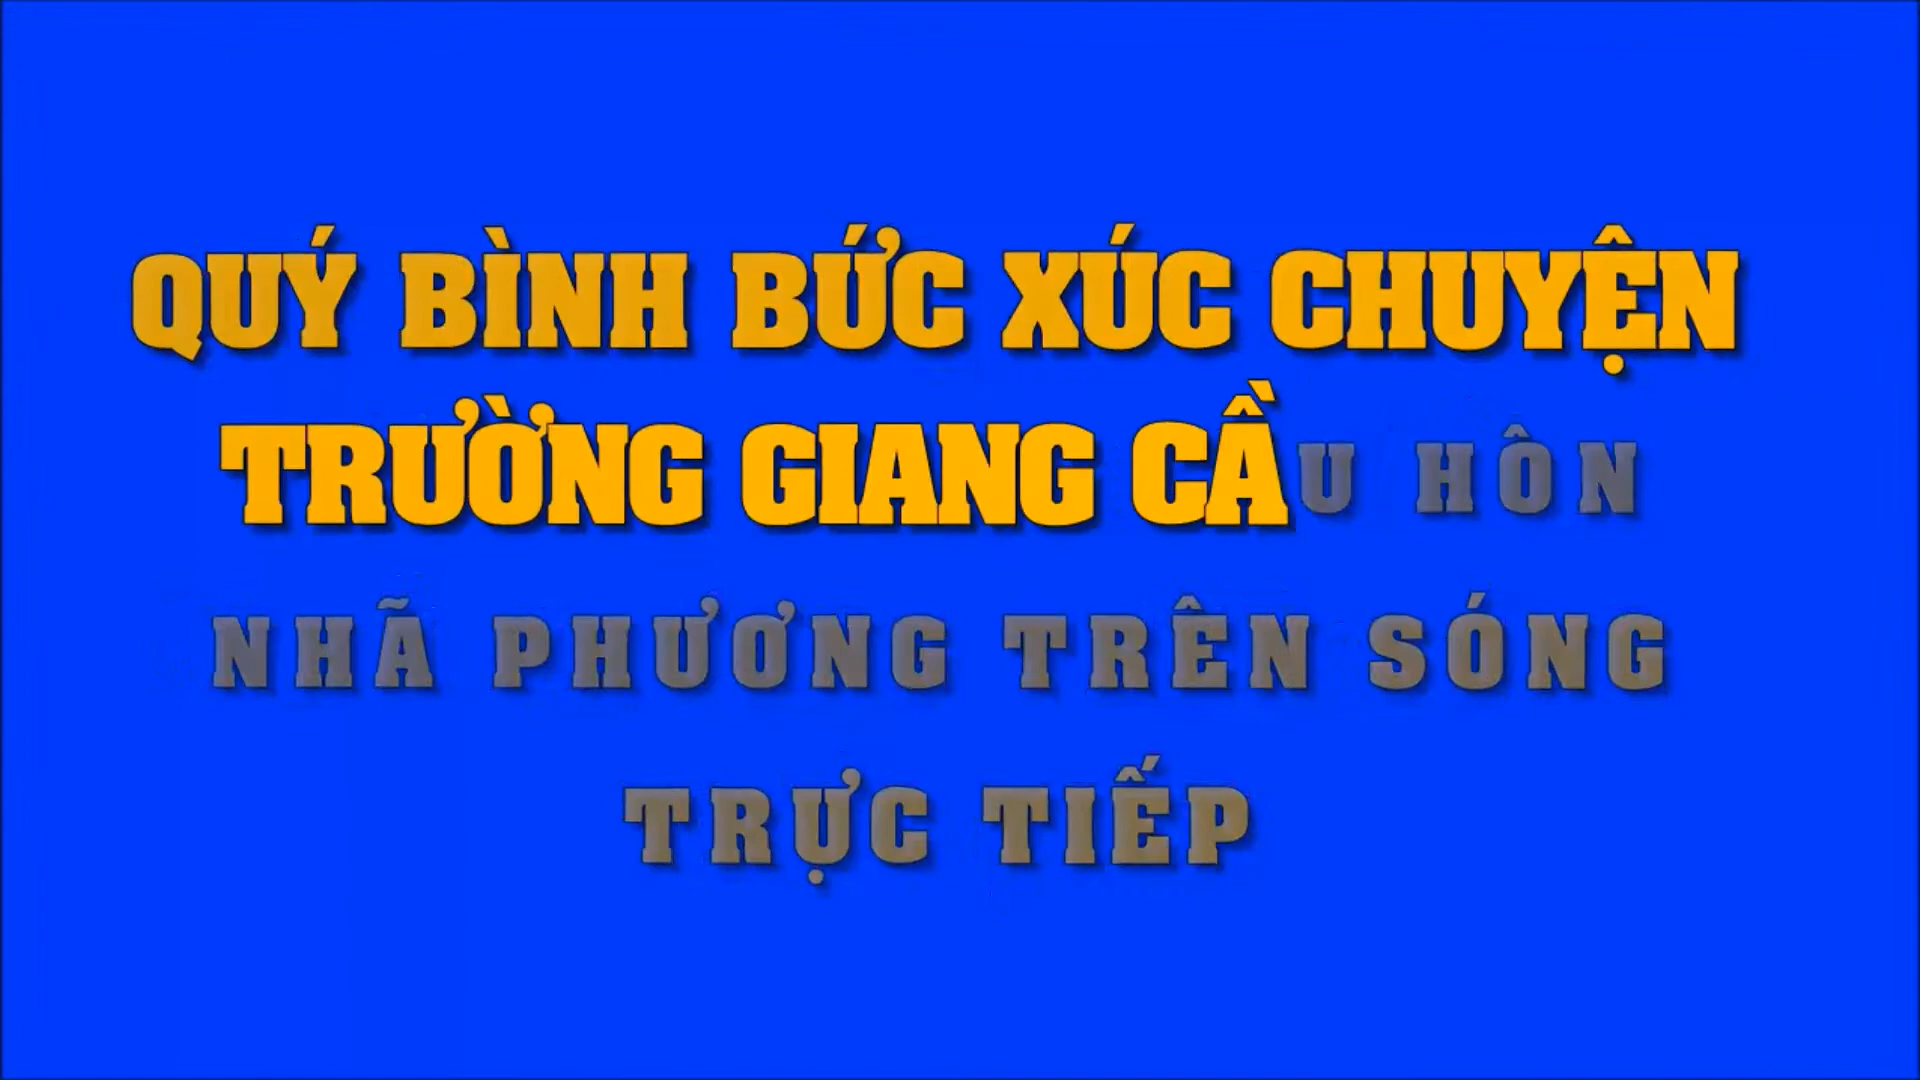 QUÝ BÌNH BỨC XÚC CHUYỆN
TRƯỜNG GIANG CẦU HÔN
NHÃ PHƯƠNG TRÊN SÓNG
TRỰC TIẾP